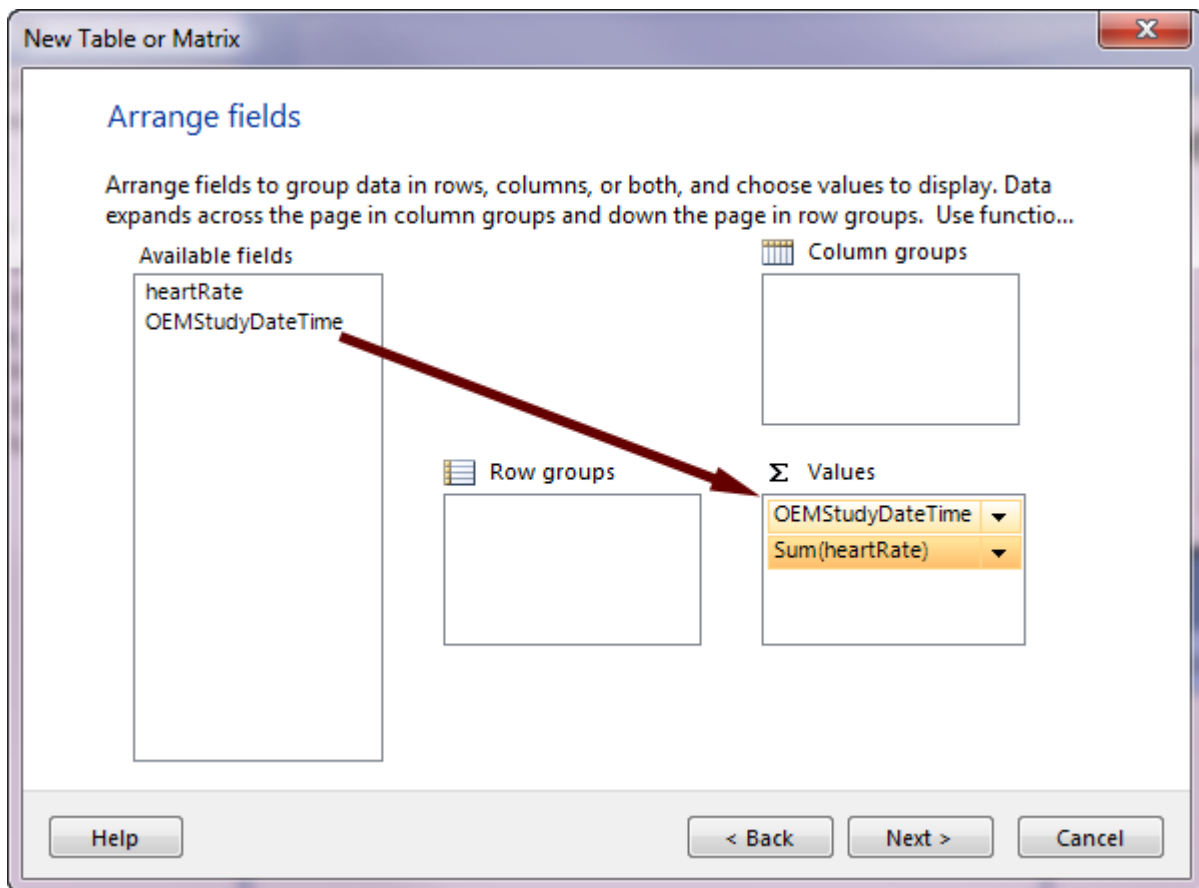 New Table or Matrix
Arrange fields
Arrange fields to group data in rows, columns, or both, and choose values to display. Data
expands across the page in column groups and down the page in row groups. Use functio...
Available fields
heartRate
OEMStudyDateTime
Column groups
Row groups
Σ Values
OEMStudyDateTime
Sum(heartRate)
Help
< Back
Next >
Cancel